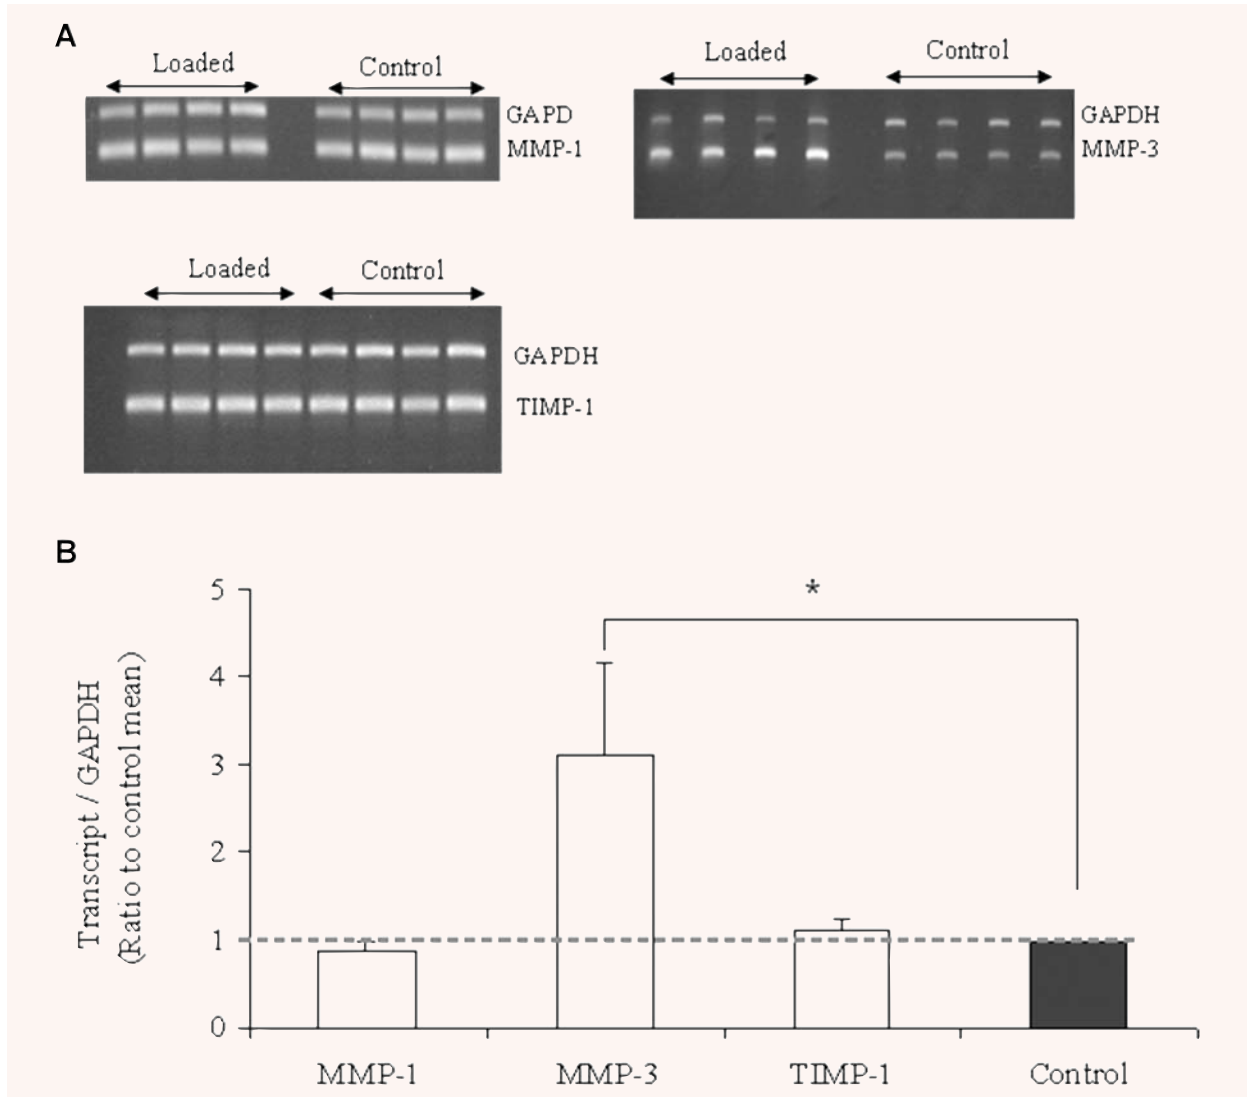 A
Loaded
Control
GAPD
MMP-1
Loaded
Control
GAPDH
MMP-3
Loaded
Control
GAPDH
TIMP-1
B
Transcript / GAPDH
(Ratio to control mean)
5
4
3
2
1
0
*
MMP-1
MMP-3
TIMP-1
Control